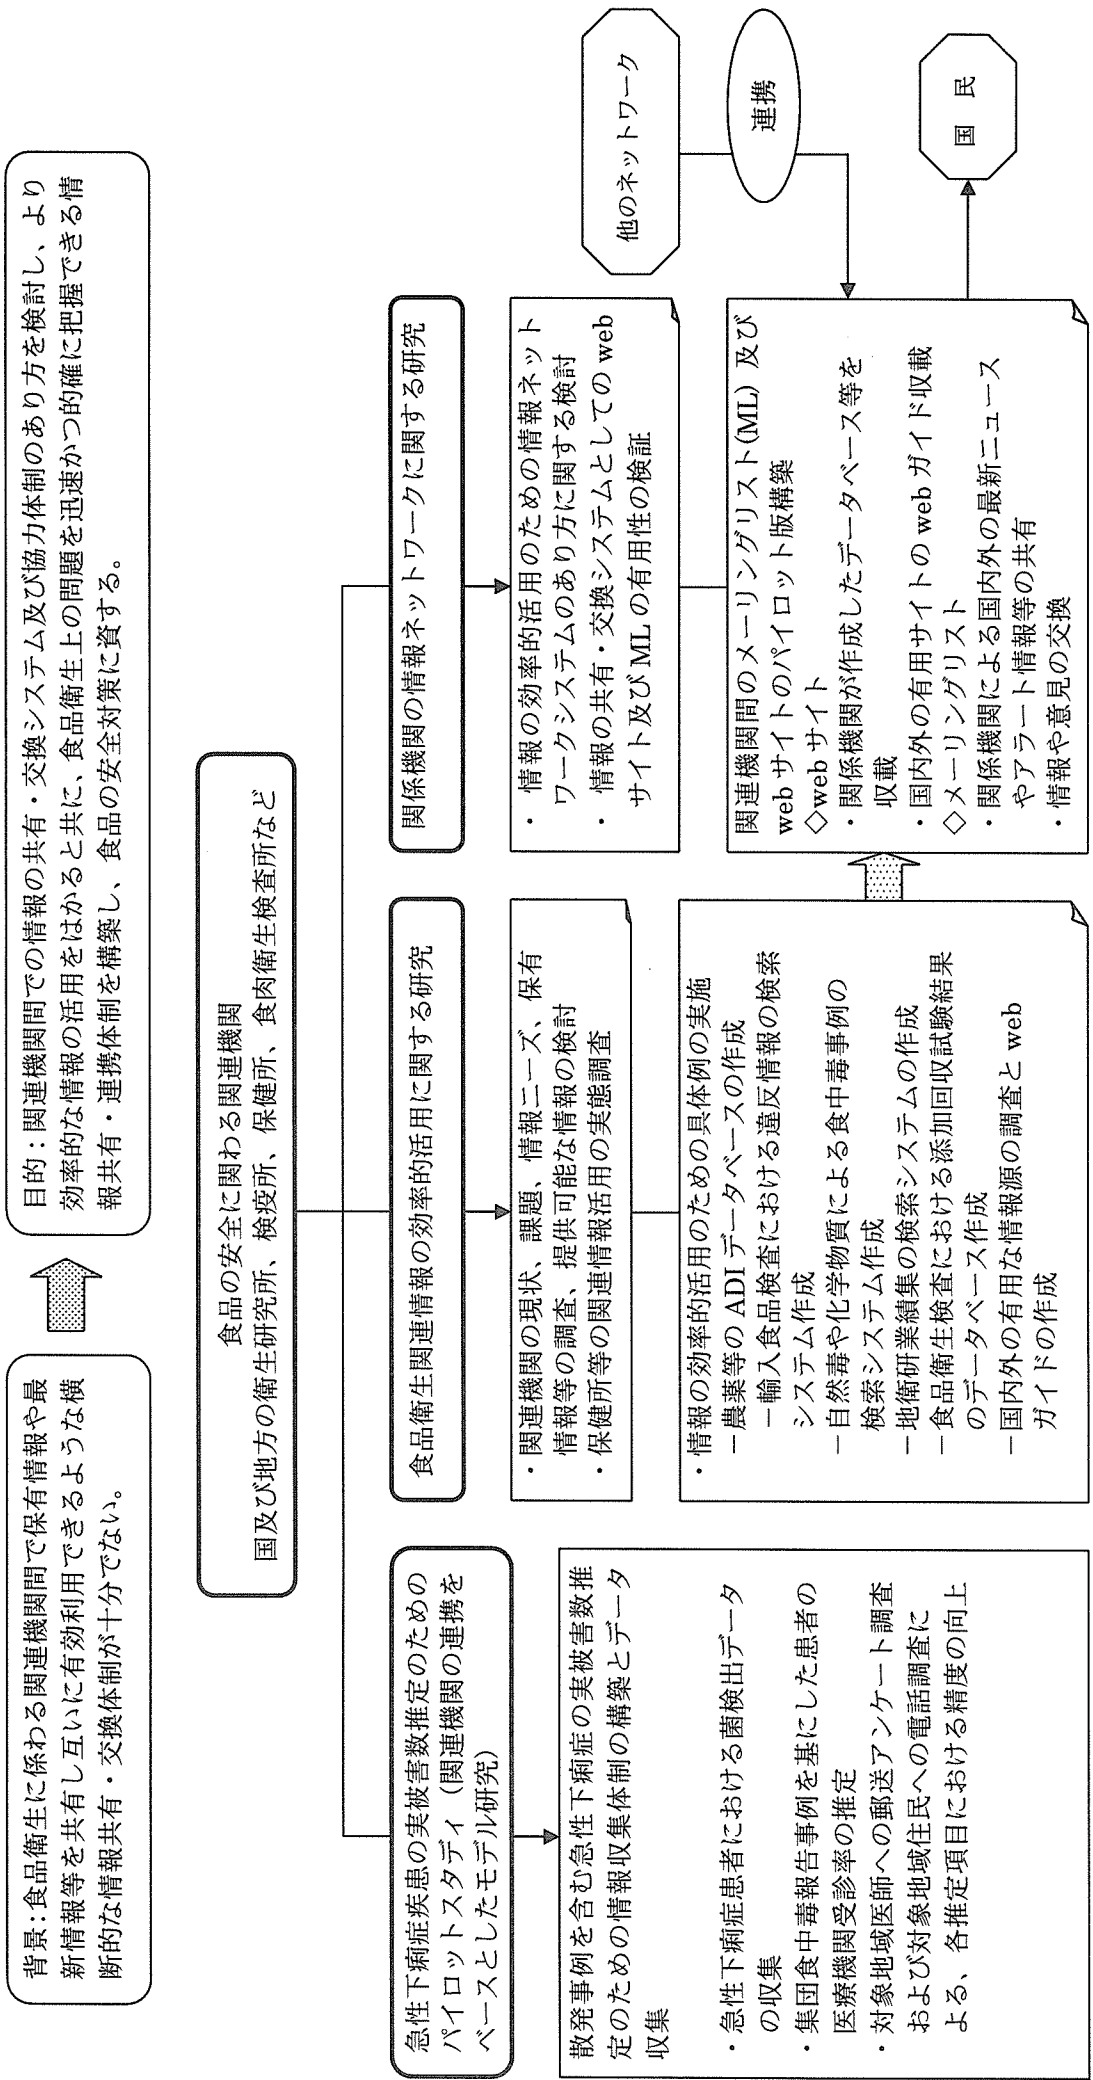 背景：食品衛生に係わる関連機関間で保有情報や最
新情報等を共有し互いに有効利用できるような横
断的な情報共有・交換体制が十分でない。
目的：関連機関間での情報の共有・交換システム及び協力体制のあり方を検討し、より
効率的な情報の活用をはかると共に、食品衛生上の問題を迅速かつ的確に把握できる情
報共有・連携体制を構築し、食品の安全対策に資する。
食品の安全に関わる関連機関
国及び地方の衛生研究所、検疫所、保健所、食肉衛生検査所など
急性下痢症疾患の実被害数推定のための
パイロットスタディ（関連機関の連携を
ベースとしたモデル研究）
散発事例を含む急性下痢症の実被害数推
定のための情報収集体制の構築とデータ
収集
・急性下痢症患者における菌検出データ
の収集
・集団食中毒報告事例を基にした患者の
医療機関受診率の推定
・対象地域医師への郵送アンケート調査
および対象地域住民への電話調査に
よる、各推定項目における精度の向上
食品衛生関連情報の効率的活用に関する研究
・関連機関の現状、課題、情報ニーズ、保有
情報等の調査、提供可能な情報の検討
・保健所等の関連情報活用の実態調査
・情報の効率的活用のための具体例の実施
－農薬等の ADI データベースの作成
－輸入食品検査における違反情報の検索
システム作成
－自然毒や化学物質による食中毒事例の
検索システム作成
－地衛研業績集の検索システムの作成
－食品衛生検査における添加回収試験結果
のデータベース作成
－国内外の有用な情報源の調査と web
ガイドの作成
関係機関の情報ネットワークに関する研究
・情報の効率的活用のための情報ネット
ワークシステムのあり方に関する検討
・情報の共有・交換システムとしての web
サイト及び ML の有用性の検証
関連機関間のメーリングリスト(ML) 及び
web サイトのパイロット版構築
◇web サイト
・関係機関が作成したデータベース等を
収載
・国内外の有用サイトの web ガイド収載
◇メーリングリスト
・関係機関による国内外の最新ニュース
やアラート情報等の共有
・情報や意見の交換
他のネットワーク
連携
国　民